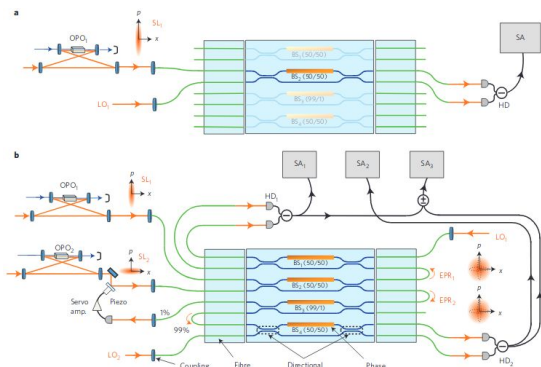 a
OPO₁
p
SL₁
x
LO₁
BS₁ (50/50)
BS₂ (50/50)
BS₃ (99/1)
BS₄ (50/50)
HD
SA
b
OPO₁
p
SL₁
x
OPO₂
p
SL₂
x
Servo
amp.
Piezo
1%
99%
LO₂
HD₁
SA₁
SA₂
SA₃
±
BS₁ (50/50)
BS₂ (50/50)
BS₃ (99/1)
BS₄ (50/50)
LO₁
EPR₁
EPR₂
p
x
p
x
HD₂
Coupling
Fibre
Directional
Phase